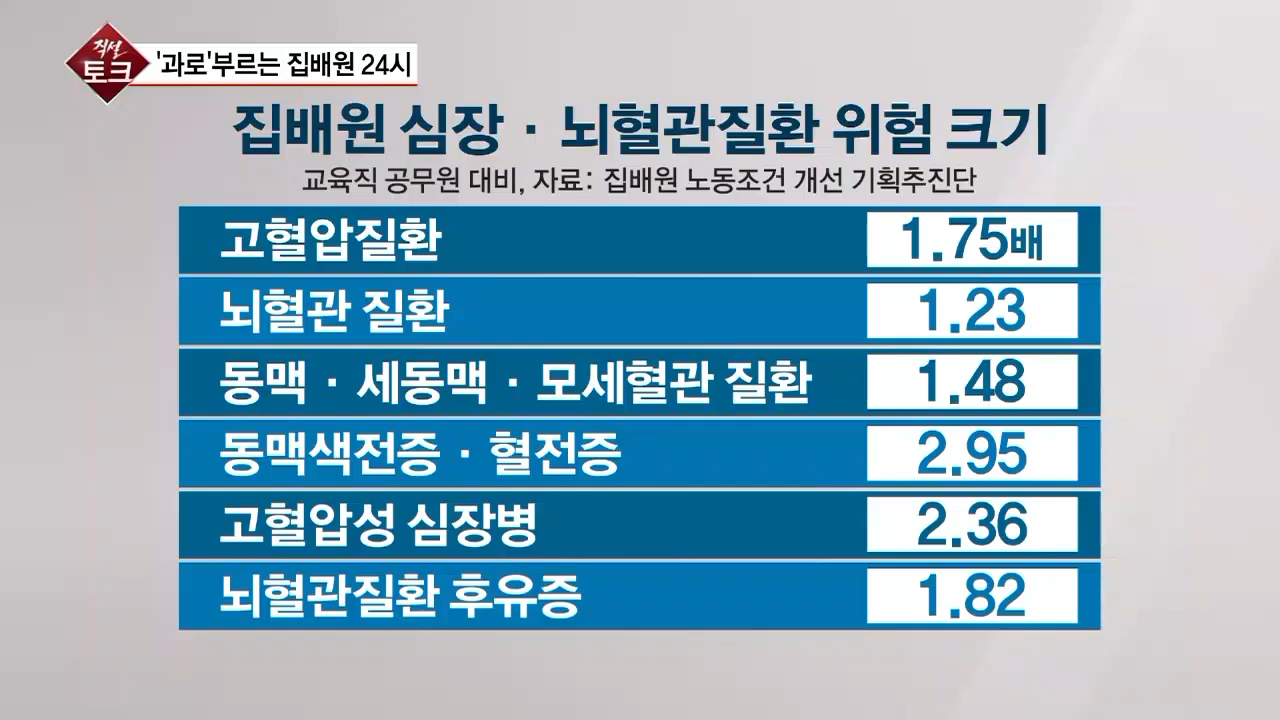 직설
토크
'과로'부르는 집배원 24시
집배원 심장 · 뇌혈관질환 위험 크기
교육직 공무원 대비, 자료: 집배원 노동조건 개선 기획추진단
고혈압질환 1.75배
뇌혈관 질환 1.23
동맥 · 세동맥 · 모세혈관 질환 1.48
동맥색전증 · 혈전증 2.95
고혈압성 심장병 2.36
뇌혈관질환 후유증 1.82